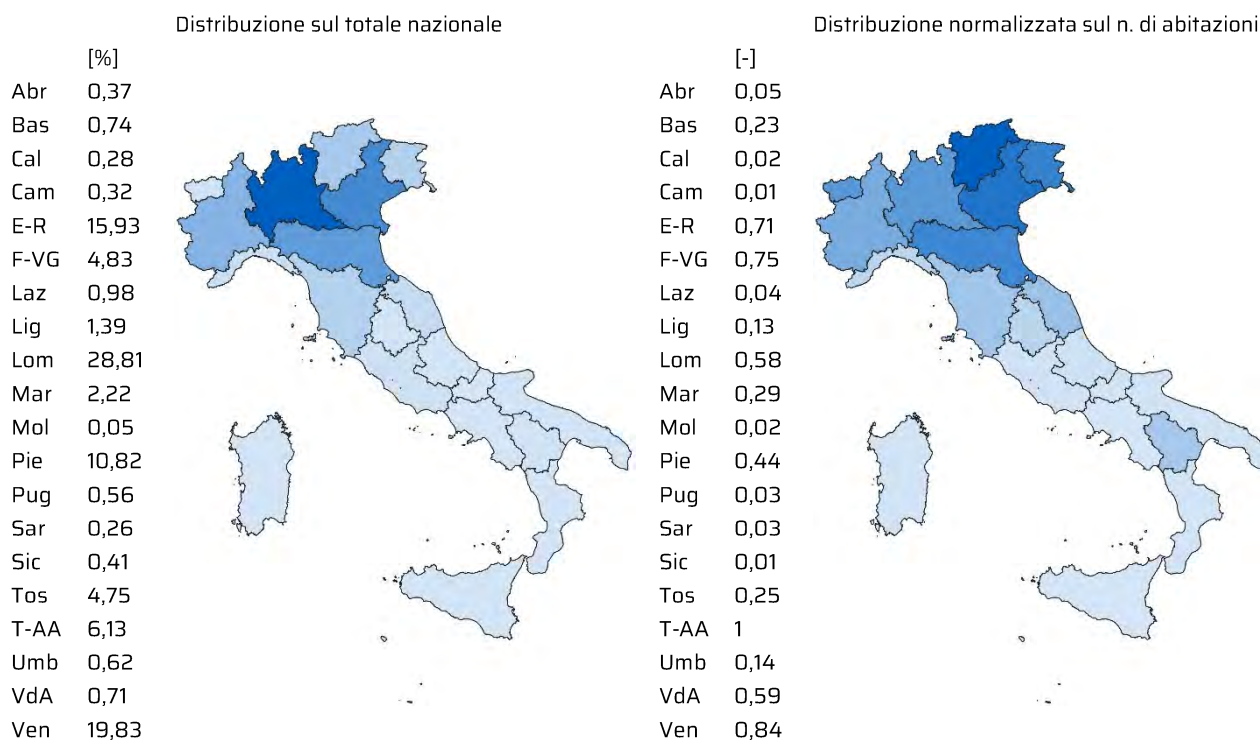 Distribuzione sul totale nazionale
[%]
Abr 0,37
Bas 0,74
Cal 0,28
Cam 0,32
E-R 15,93
F-VG 4,83
Laz 0,98
Lig 1,39
Lom 28,81
Mar 2,22
Mol 0,05
Pie 10,82
Pug 0,56
Sar 0,26
Sic 0,41
Tos 4,75
T-AA 6,13
Umb 0,62
VdA 0,71
Ven 19,83
Distribuzione normalizzata sul n. di abitazioni
[-]
Abr 0,05
Bas 0,23
Cal 0,02
Cam 0,01
E-R 0,71
F-VG 0,75
Laz 0,04
Lig 0,13
Lom 0,58
Mar 0,29
Mol 0,02
Pie 0,44
Pug 0,03
Sar 0,03
Sic 0,01
Tos 0,25
T-AA 1
Umb 0,14
VdA 0,59
Ven 0,84